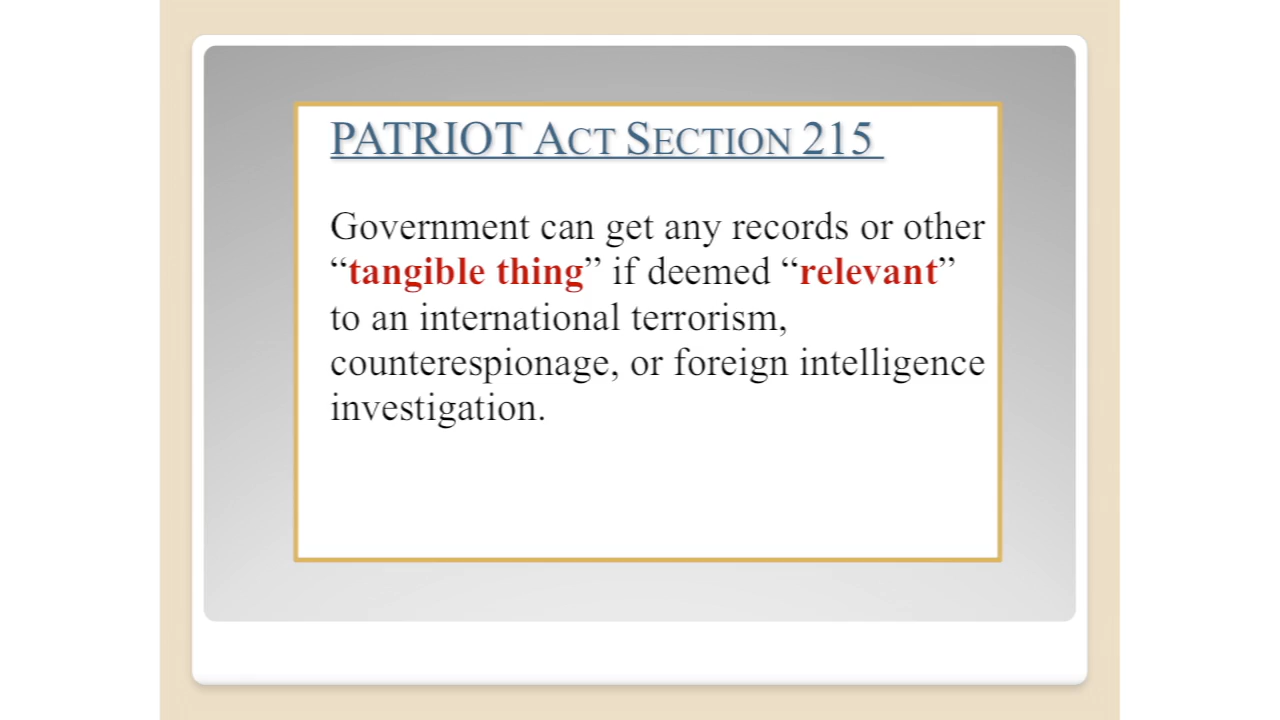 PATRIOT ACT SECTION 215
Government can get any records or other
“tangible thing” if deemed “relevant”
to an international terrorism,
counterespionage, or foreign intelligence
investigation.